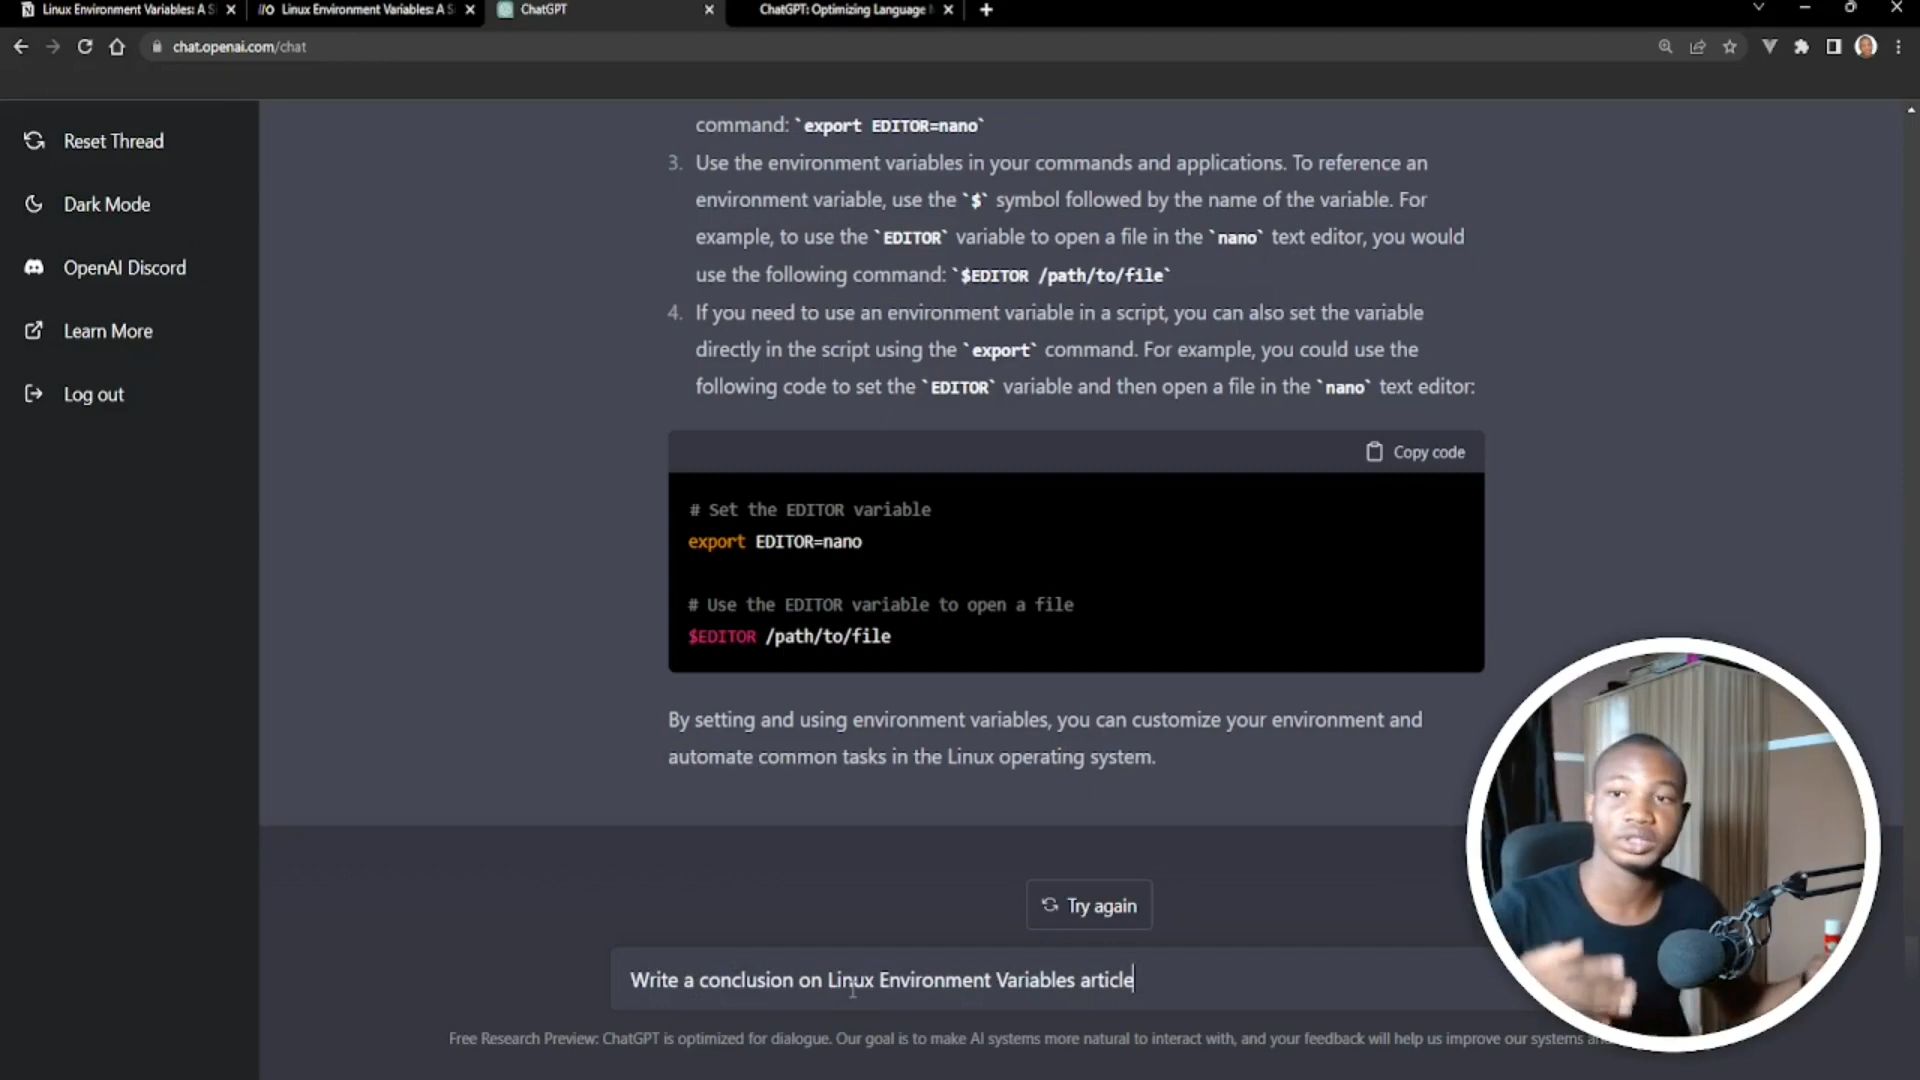 Linux Environment Variables: A S
Linux Environment Variables: A S
ChatGPT
ChatGPT: Optimizing Language
chat.openai.com/chat
Reset Thread
Dark Mode
OpenAI Discord
Learn More
Log out
command: `export EDITOR=nano`
3. Use the environment variables in your commands and applications. To reference an
environment variable, use the `$` symbol followed by the name of the variable. For
example, to use the `EDITOR` variable to open a file in the `nano` text editor, you would
use the following command: `$EDITOR /path/to/file`
4. If you need to use an environment variable in a script, you can also set the variable
directly in the script using the `export` command. For example, you could use the
following code to set the `EDITOR` variable and then open a file in the `nano` text editor:
Copy code
# Set the EDITOR variable
export EDITOR=nano
# Use the EDITOR variable to open a file
$EDITOR /path/to/file
By setting and using environment variables, you can customize your environment and
automate common tasks in the Linux operating system.
Try again
Write a conclusion on Linux Environment Variables article
Free Research Preview: ChatGPT is optimized for dialogue. Our goal is to make AI systems more natural to interact with, and your feedback will help us improve our systems